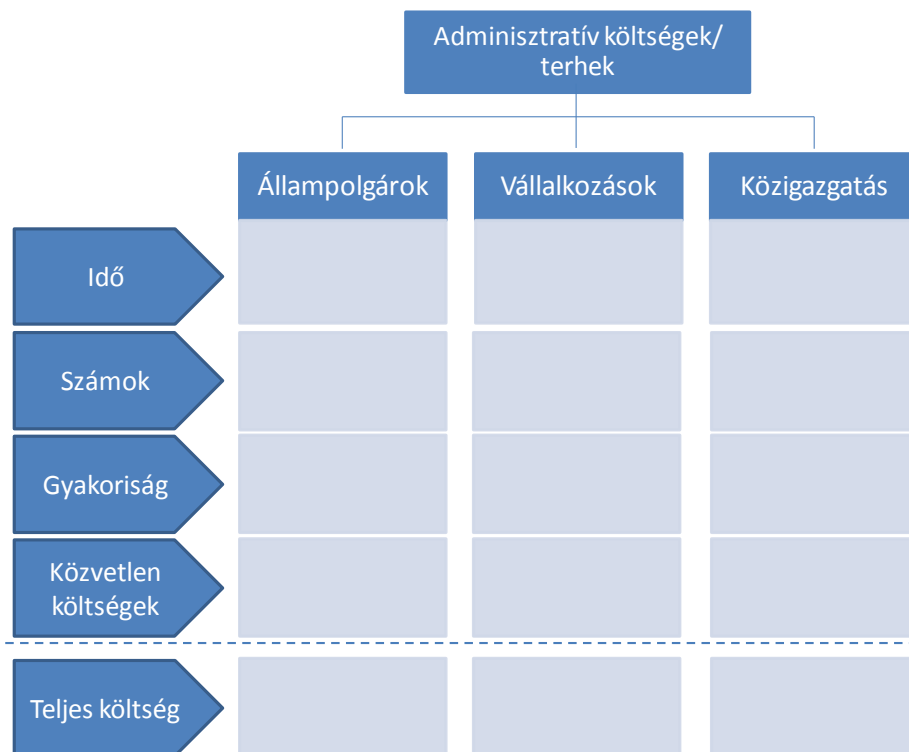 Adminisztratív költségek/
terhek
Állampolgárok
Vállalkozások
Közigazgatás
Idő
Számok
Gyakoriság
Közvetlen
költségek
Teljes költség